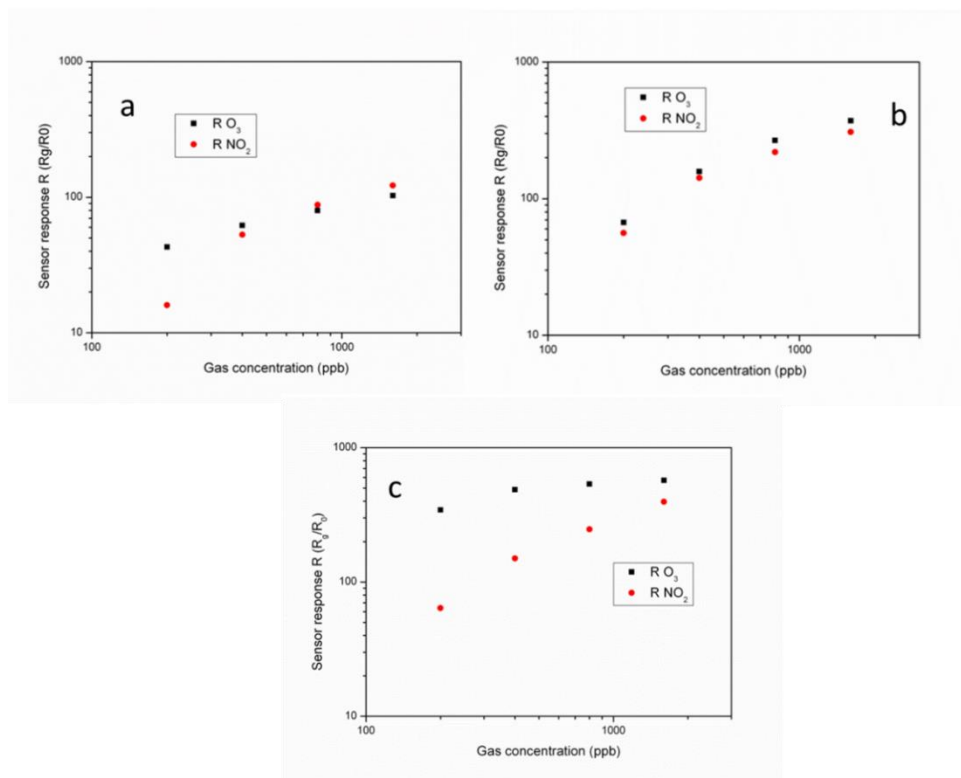 a
R O₃
R NO₂
1000
100
10
100
1000
Sensor response R (Rg/R0)
Gas concentration (ppb)
b
R O₃
R NO₂
1000
100
10
100
1000
Sensor response R (Rg/R0)
Gas concentration (ppb)
c
R O₃
R NO₂
1000
100
10
100
1000
Sensor response R (R_g/R_0)
Gas concentration (ppb)